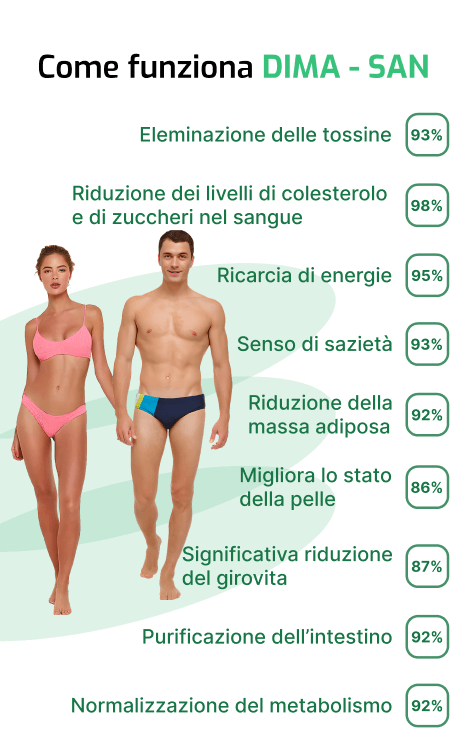 Come funziona DIMA - SAN
Eleminazione delle tossine 93%
Riduzione dei livelli di colesterolo
e di zuccheri nel sangue 98%
Ricarcia di energie 95%
Senso di sazietà 93%
Riduzione della
massa adiposa 92%
Migliora lo stato
della pelle 86%
Significativa riduzione
del girovita 87%
Purificazione dell'intestino 92%
Normalizzazione del metabolismo 92%